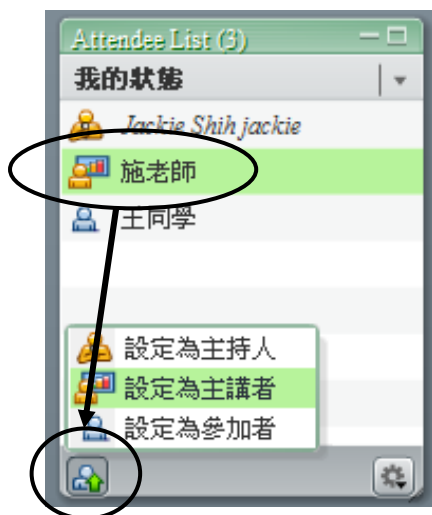 Attendee List (3)
我的狀態
Jackie Shih jackie
施老師
王同學
設定為主持人
設定為主講者
設定為參加者